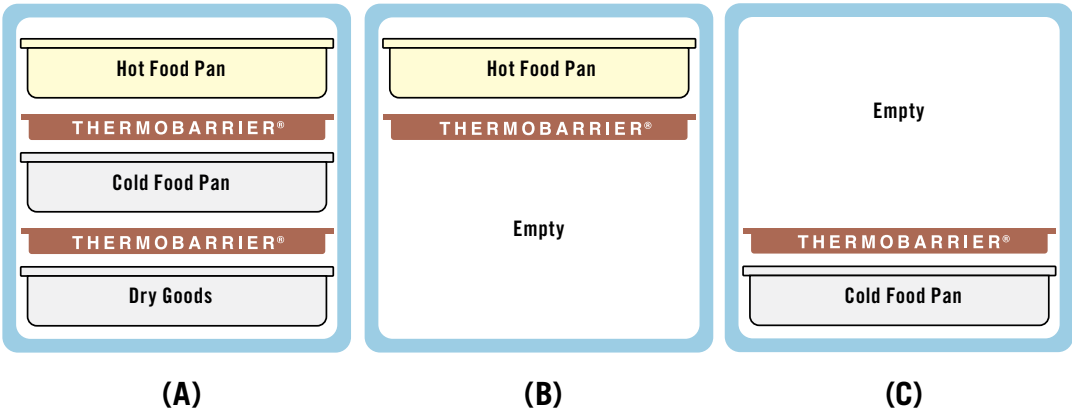 Hot Food Pan
THERMOBARRIER®
Cold Food Pan
THERMOBARRIER®
Dry Goods
(A)
Hot Food Pan
THERMOBARRIER®
Empty
(B)
Empty
THERMOBARRIER®
Cold Food Pan
(C)